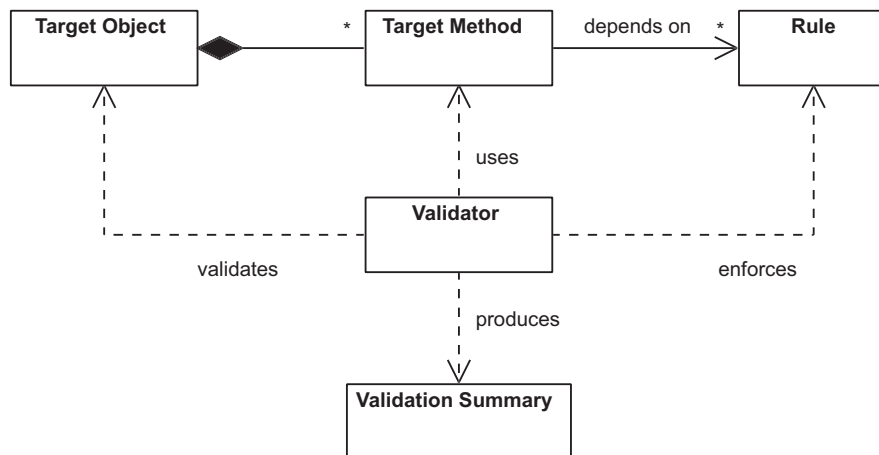 Target Object
*
Target Method
depends on
*
Rule
uses
Validator
validates
enforces
produces
Validation Summary